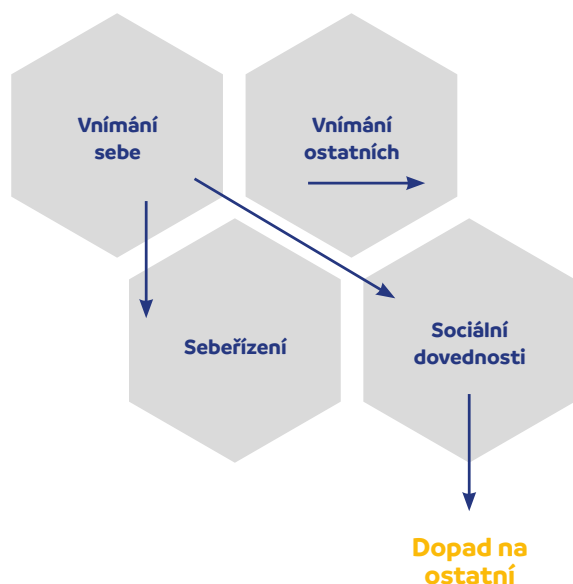 Vnímání
sebe
Vnímání
ostatních
Sebeřízení
Sociální
dovednosti
Dopad na
ostatní